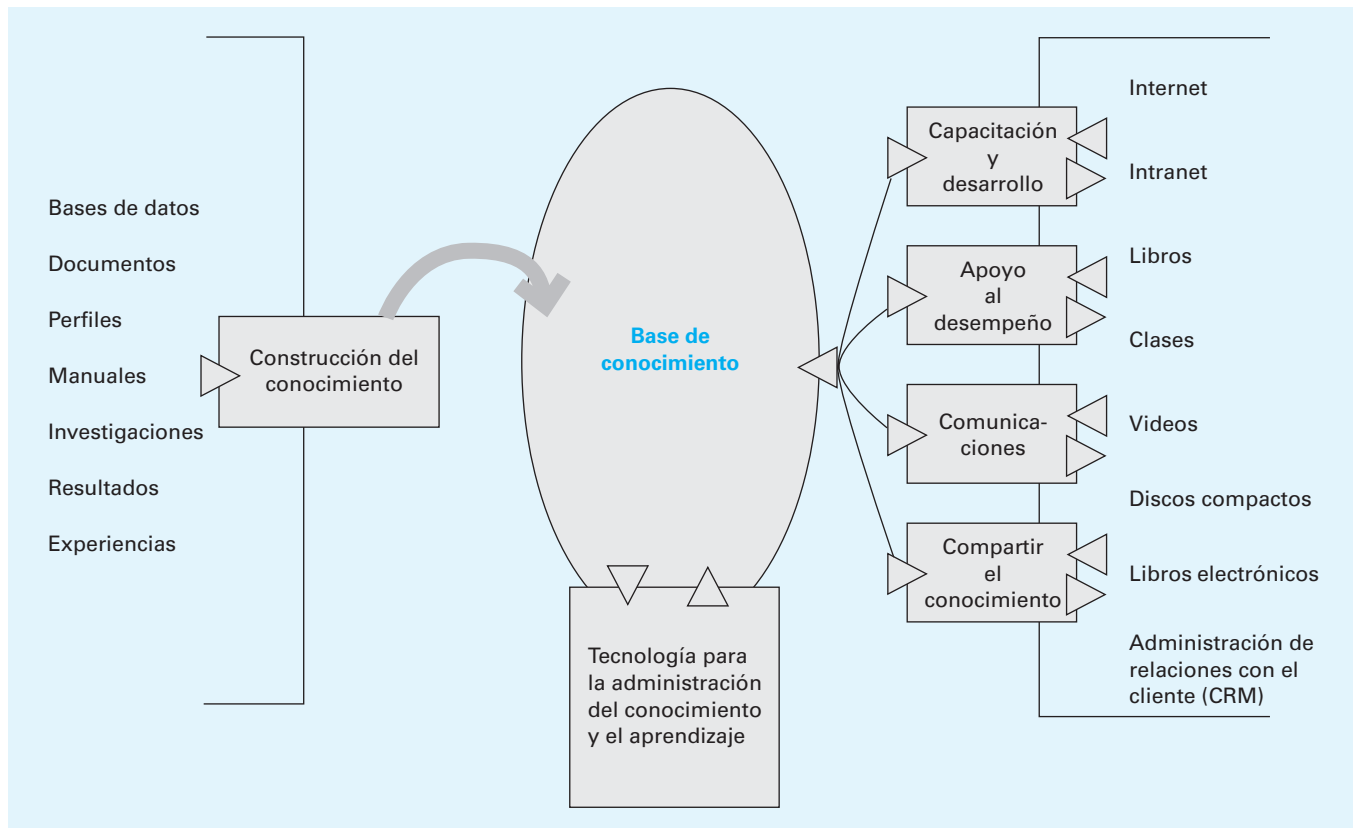 Bases de datos
Documentos
Perfiles
Manuales
Investigaciones
Resultados
Experiencias
Construcción del
conocimiento
Base de
conocimiento
Tecnología para
la administración
del conocimiento
y el aprendizaje
Capacitación
y
desarrollo
Apoyo
al
desempeño
Comunica-
ciones
Compartir
el
conocimiento
Internet
Intranet
Libros
Clases
Videos
Discos compactos
Libros electrónicos
Administración de
relaciones con el
cliente (CRM)